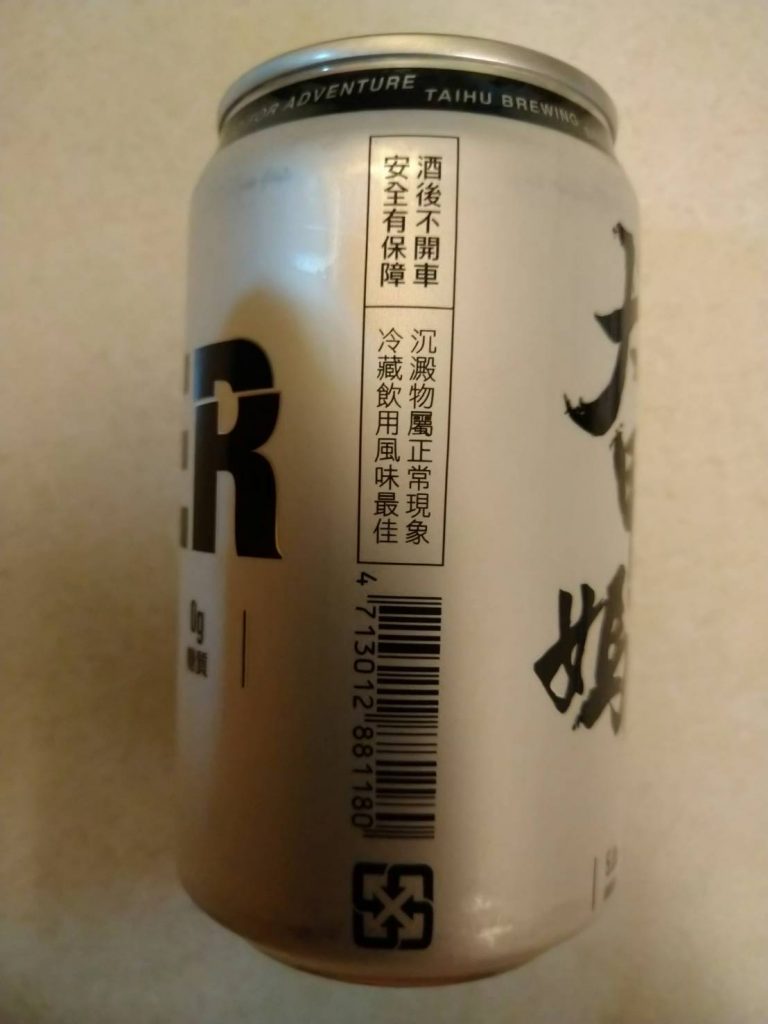 ADVENTURE TAIHU BREWING
酒後不開車
安全有保障
沉澱物屬正常現象
冷藏飲用風味最佳
R
0g
4 713012 881180
媽